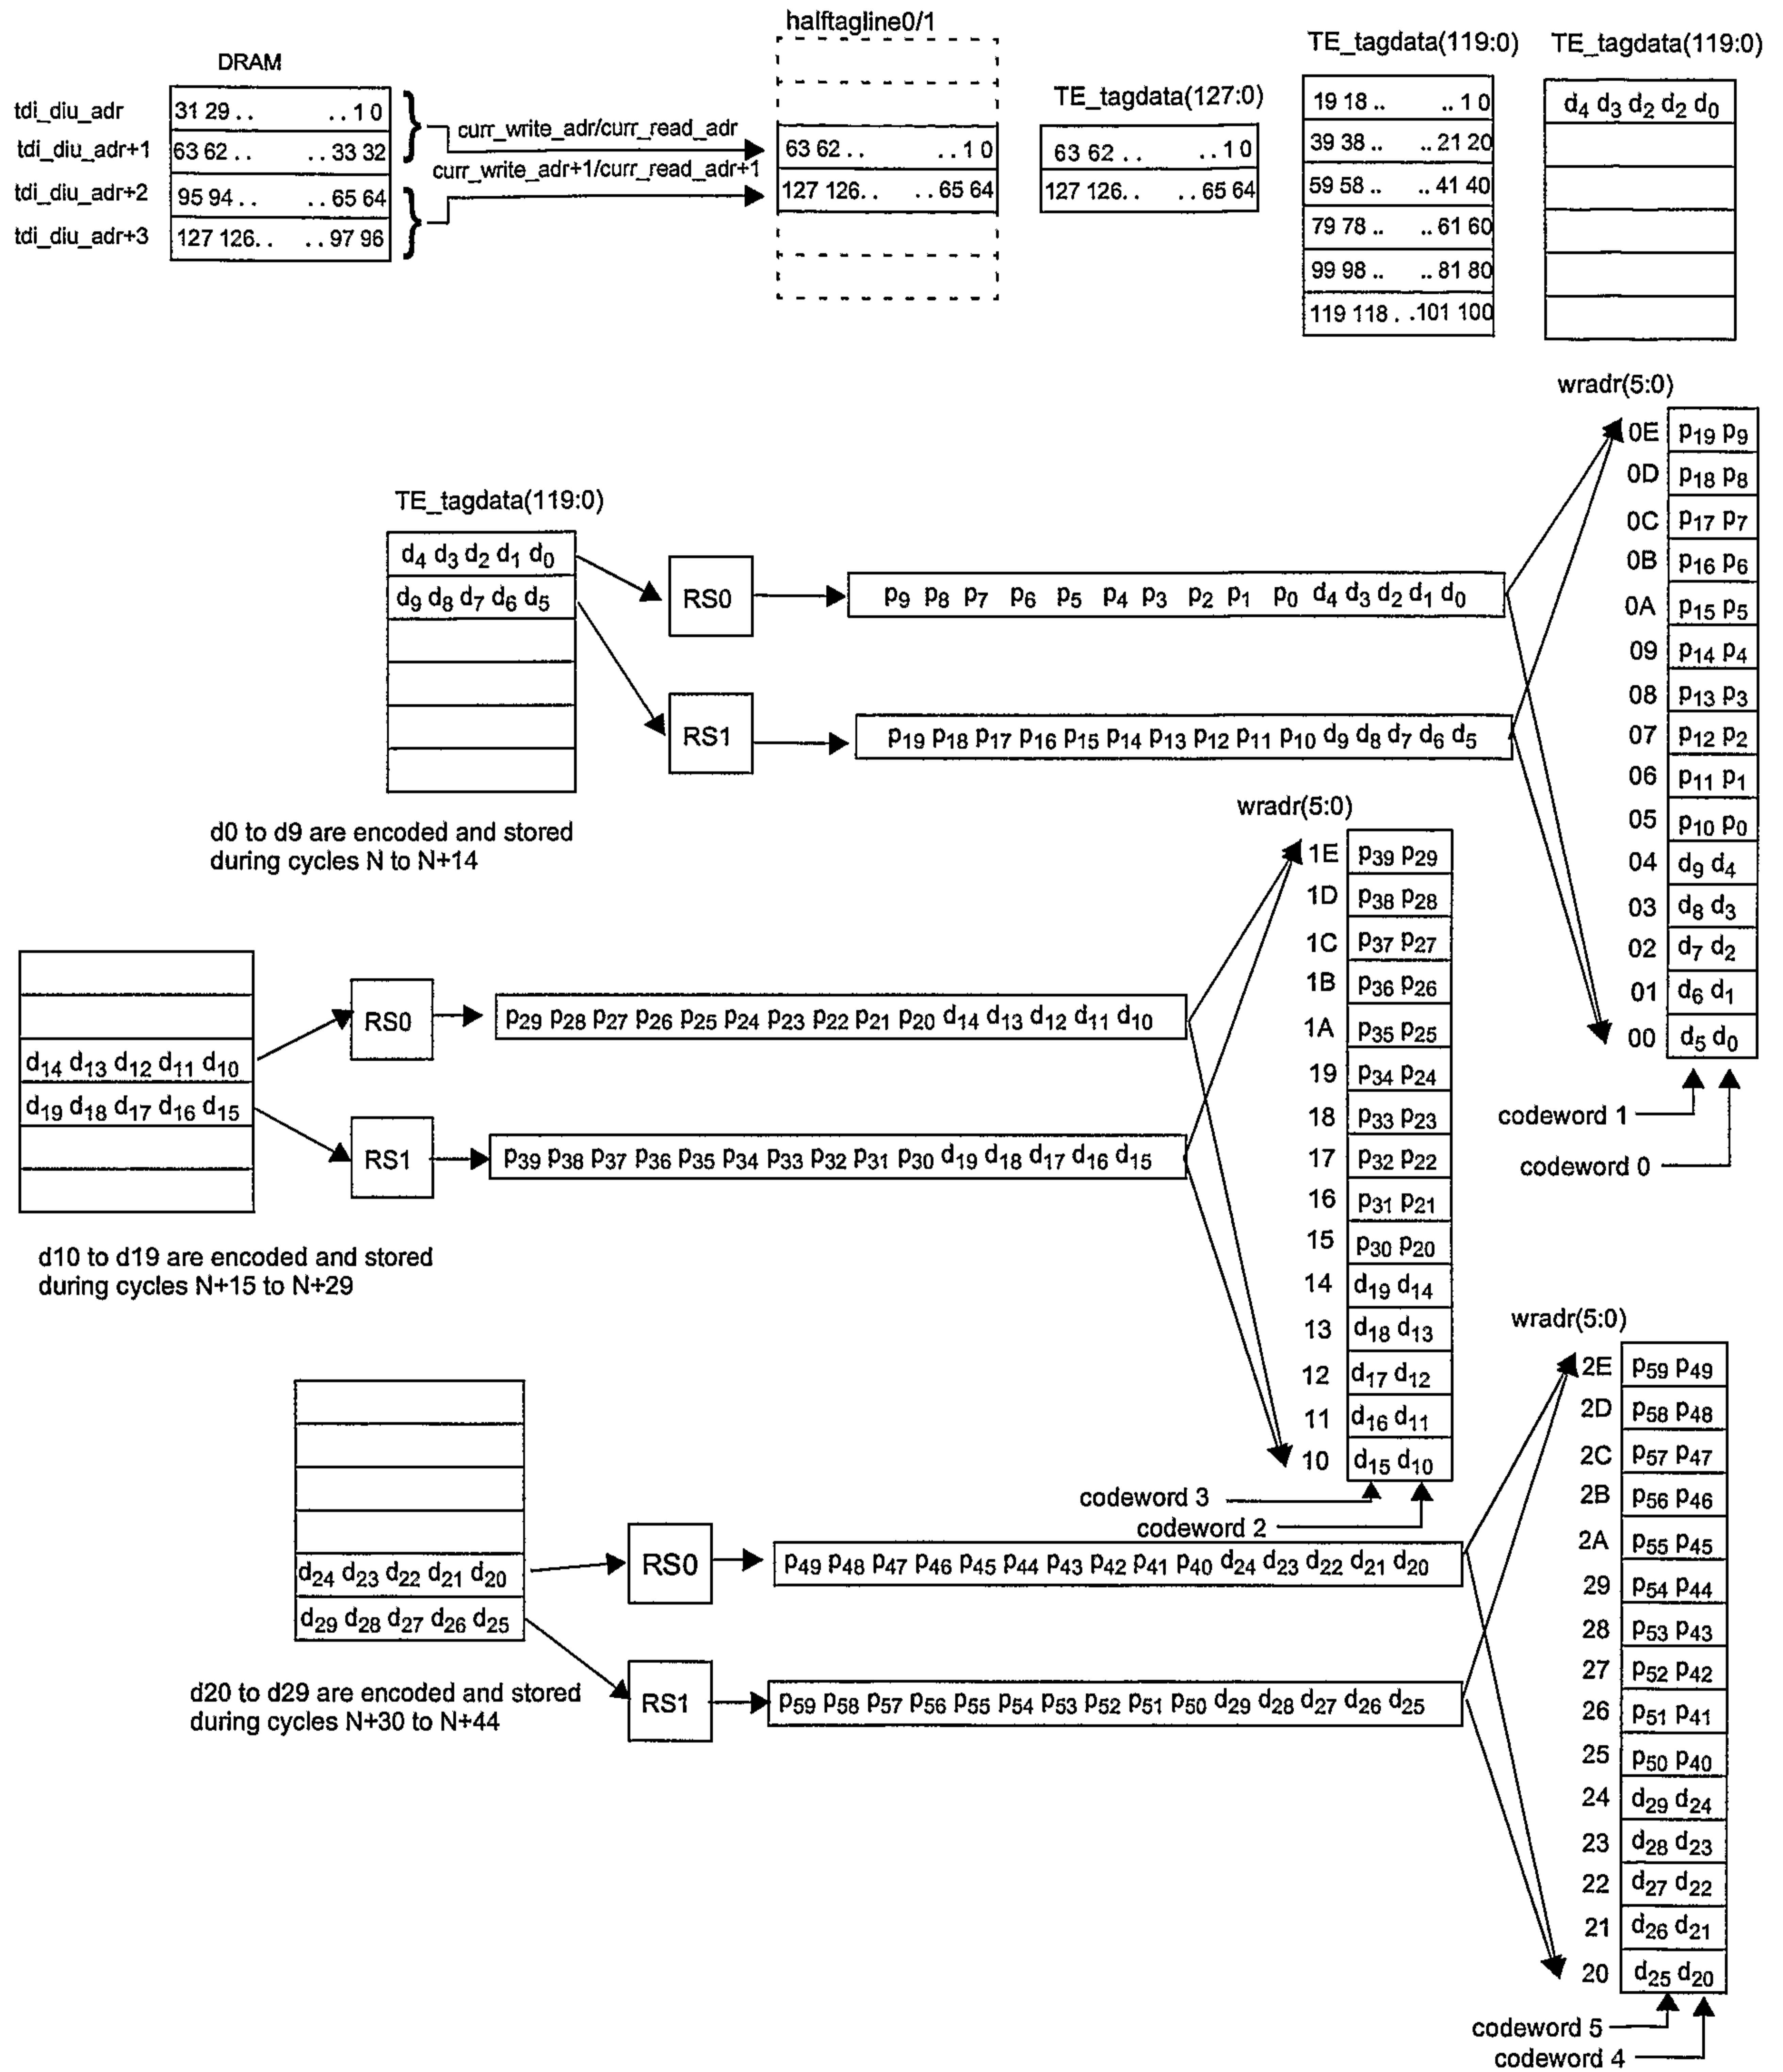 halftagline0/1
DRAM
TE_tagdata(119:0) TE_tagdata(119:0)
TE_tagdata(127:0)
tdi_diu_adr 31 29 . . . . 1 0
tdi_diu_adr+1 63 62 . . . . 33 32
tdi_diu_adr+2 95 94 . . . . 65 64
tdi_diu_adr+3 127 126. . . . 97 96
curr_write_adr/curr_read_adr
curr_write_adr+1/curr_read_adr+1
63 62 . . . . 1 0
127 126. . . . 65 64
63 62 . . . . 1 0
127 126. . . . 65 64
19 18 .. .. 1 0
39 38 .. .. 21 20
59 58 .. .. 41 40
79 78 .. .. 61 60
99 98 .. .. 81 80
119 118 . .101 100
d4 d3 d2 d2 d0
wradr(5:0)
0E p19 p9
0D p18 p8
0C p17 p7
0B p16 p6
0A p15 p5
09 p14 p4
08 p13 p3
07 p12 p2
06 p11 p1
05 p10 p0
04 d9 d4
03 d8 d3
02 d7 d2
01 d6 d1
00 d5 d0
codeword 1
codeword 0
TE_tagdata(119:0)
d4 d3 d2 d1 d0
d9 d8 d7 d6 d5
RS0
p9 p8 p7 p6 p5 p4 p3 p2 p1 p0 d4 d3 d2 d1 d0
RS1
p19 p18 p17 p16 p15 p14 p13 p12 p11 p10 d9 d8 d7 d6 d5
d0 to d9 are encoded and stored
during cycles N to N+14
wradr(5:0)
1E p39 p29
1D p38 p28
1C p37 p27
1B p36 p26
1A p35 p25
19 p34 p24
18 p33 p23
17 p32 p22
16 p31 p21
15 p30 p20
14 d19 d14
13 d18 d13
12 d17 d12
11 d16 d11
10 d15 d10
codeword 3
codeword 2
d14 d13 d12 d11 d10
d19 d18 d17 d16 d15
RS0
p29 p28 p27 p26 p25 p24 p23 p22 p21 p20 d14 d13 d12 d11 d10
RS1
p39 p38 p37 p36 p35 p34 p33 p32 p31 p30 d19 d18 d17 d16 d15
d10 to d19 are encoded and stored
during cycles N+15 to N+29
wradr(5:0)
2E p59 p49
2D p58 p48
2C p57 p47
2B p56 p46
2A p55 p45
29 p54 p44
28 p53 p43
27 p52 p42
26 p51 p41
25 p50 p40
24 d29 d24
23 d28 d23
22 d27 d22
21 d26 d21
20 d25 d20
codeword 5
codeword 4
d24 d23 d22 d21 d20
d29 d28 d27 d26 d25
RS0
p49 p48 p47 p46 p45 p44 p43 p42 p41 p40 d24 d23 d22 d21 d20
RS1
p59 p58 p57 p56 p55 p54 p53 p52 p51 p50 d29 d28 d27 d26 d25
d20 to d29 are encoded and stored
during cycles N+30 to N+44